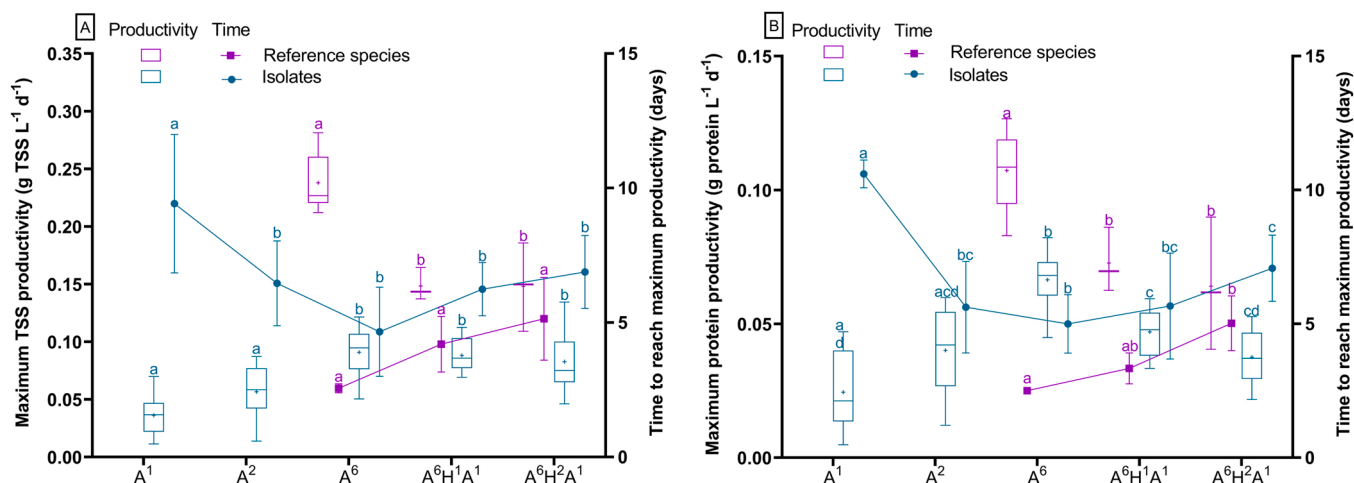 A
Productivity Time
Reference species
Isolates
Maximum TSS productivity (g TSS L⁻¹ d⁻¹)
0.35
0.30
0.25
0.20
0.15
0.10
0.05
0.00
15
10
5
0
Time to reach maximum productivity (days)
a
b
a
a
b
b
a
b
b
a
b
b
a
b
A¹ A² A⁶ A⁶H¹A¹ A⁶H²A¹
B
Productivity Time
Reference species
Isolates
Maximum protein productivity (g protein L⁻¹ d⁻¹)
0.15
0.10
0.05
0.00
15
10
5
0
Time to reach maximum productivity (days)
a
d
a
acd
bc
a
a
b
b
b
ab
c
bc
b
b
cd
c
A¹ A² A⁶ A⁶H¹A¹ A⁶H²A¹